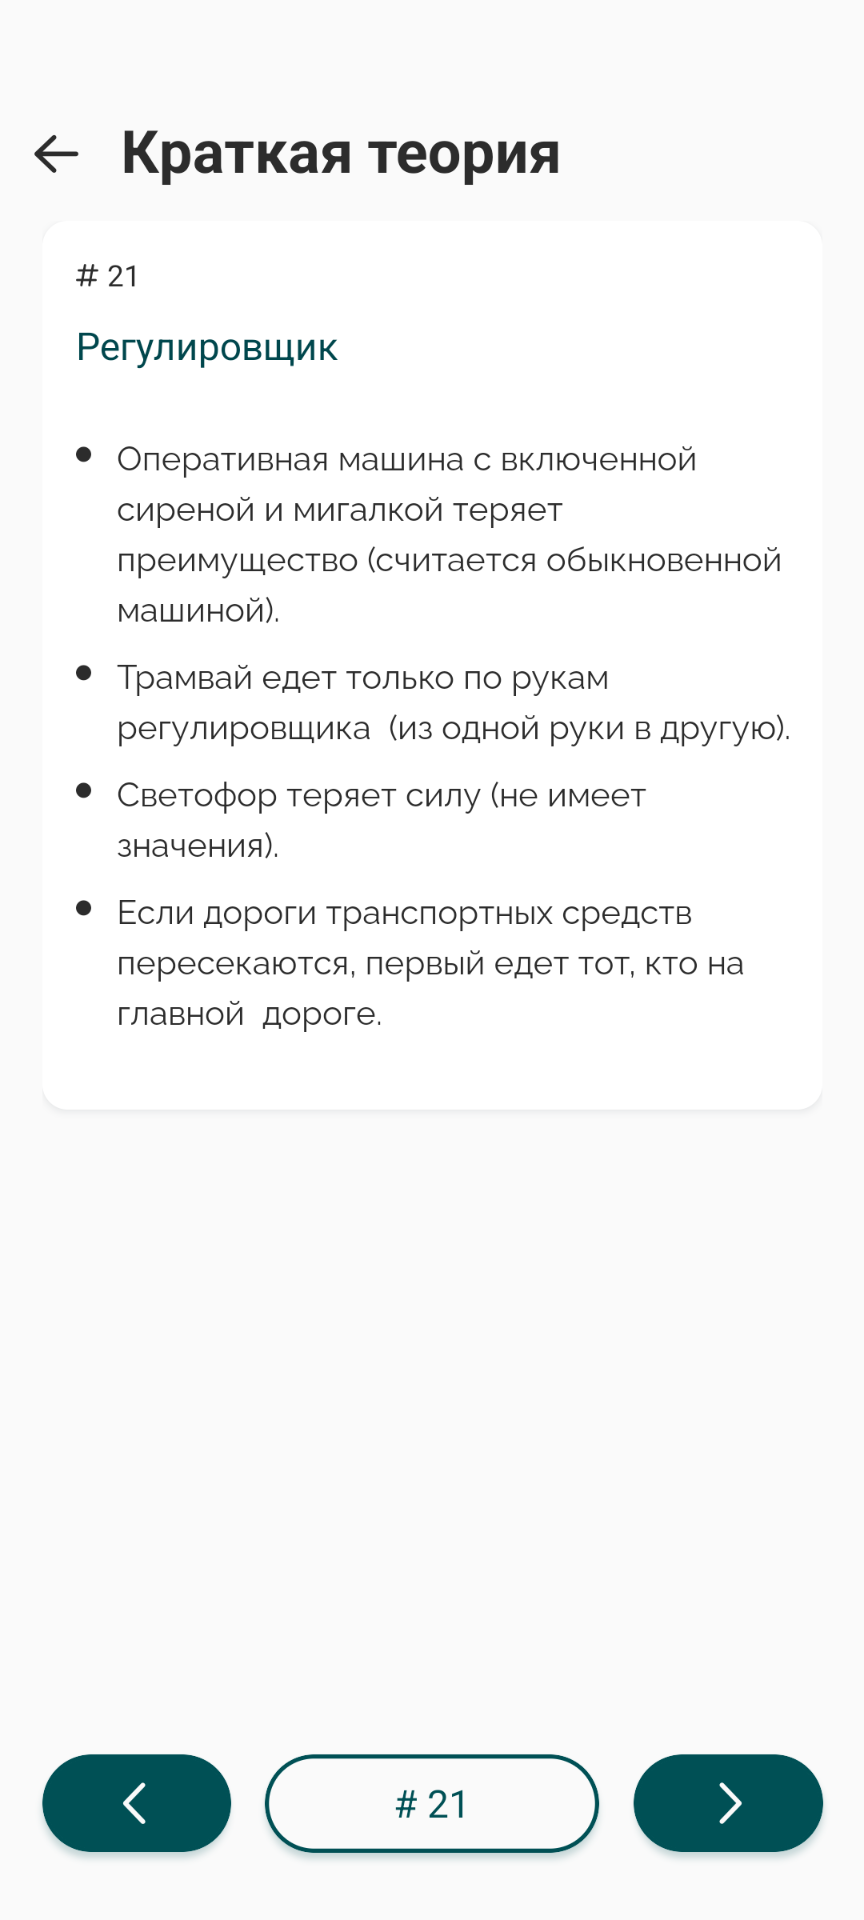 Краткая теория
# 21
Регулировщик
Оперативная машина с включенной
сиреной и мигалкой теряет
преимущество (считается обыкновенной
машиной).
Трамвай едет только по рукам
регулировщика  (из одной руки в другую).
Светофор теряет силу (не имеет
значения).
Если дороги транспортных средств
пересекаются, первый едет тот, кто на
главной  дороге.
# 21